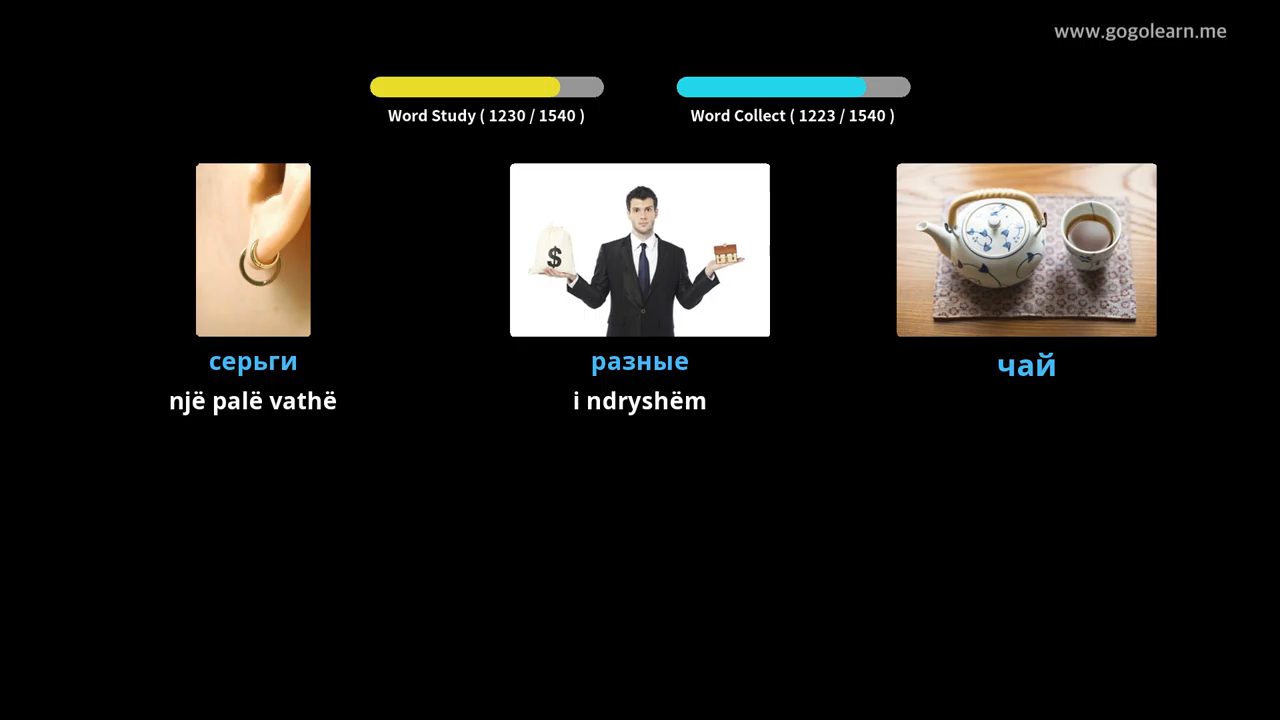 www.gogolearn.me
Word Study ( 1230 / 1540 )
Word Collect ( 1223 / 1540 )
$
серьги
një palë vathë
разные
i ndryshëm
чай